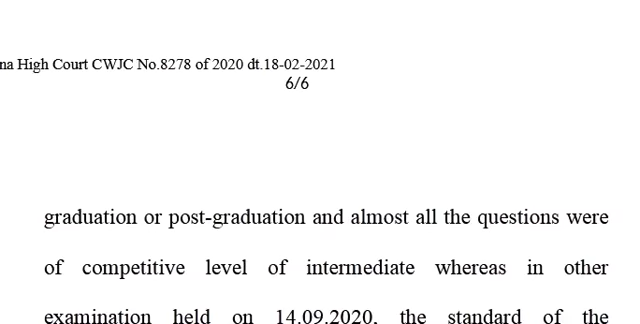 na High Court CWJC No.8278 of 2020 dt.18-02-2021
6/6
graduation or post-graduation and almost all the questions were
of competitive level of intermediate whereas in other
examination held on 14.09.2020, the standard of the